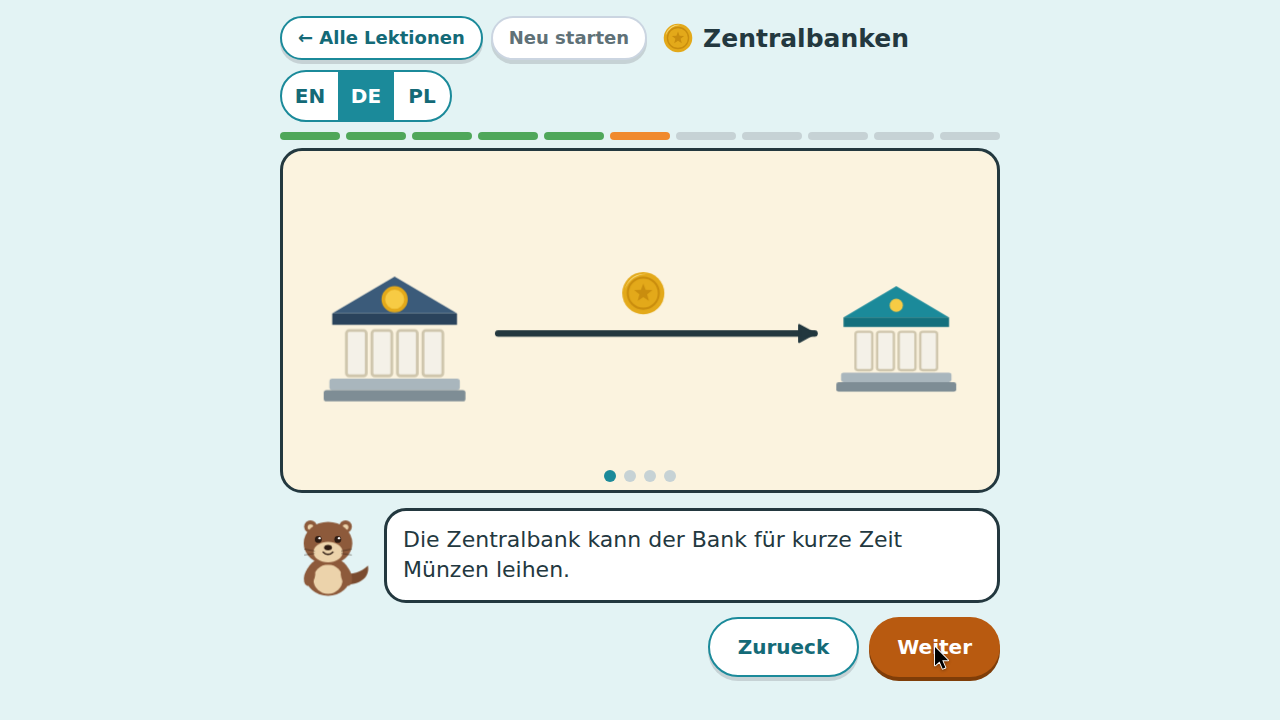 ← Alle Lektionen
Neu starten
Zentralbanken
EN
DE
PL
Die Zentralbank kann der Bank für kurze Zeit
Münzen leihen.
Zurueck
Weiter